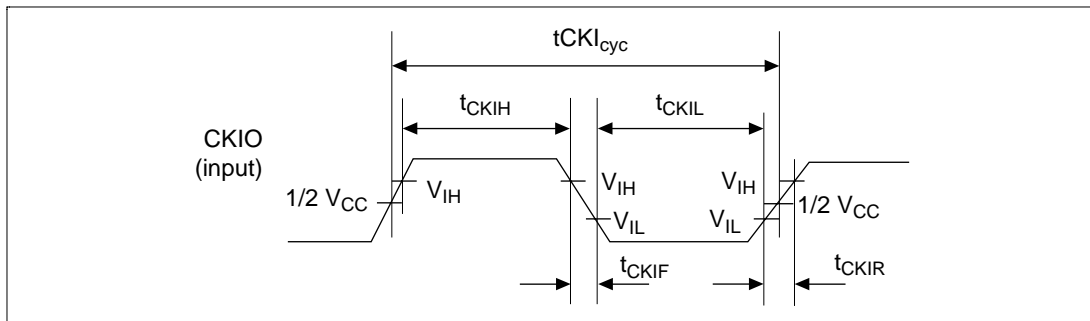 tCKIcyc
tCKIH
tCKIL
CKIO
(input)
1/2 VCC
VIH
VIH
VIL
VIH
VIL
1/2 VCC
tCKIF
tCKIR